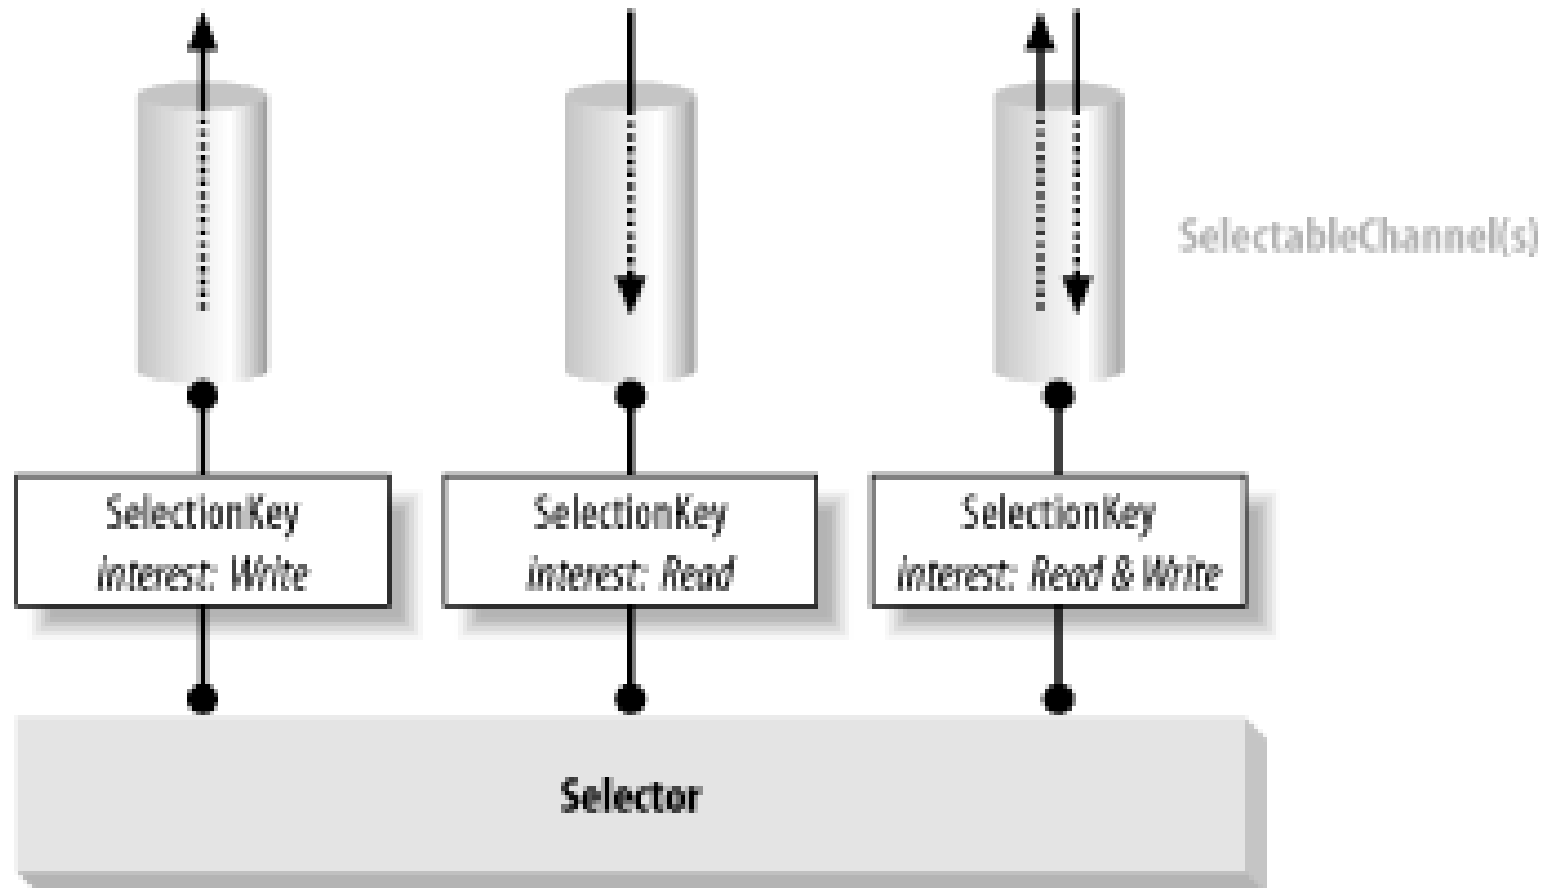 SelectableChannel(s)
SelectionKey
interest: Write
SelectionKey
interest: Read
SelectionKey
interest: Read & Write
Selector